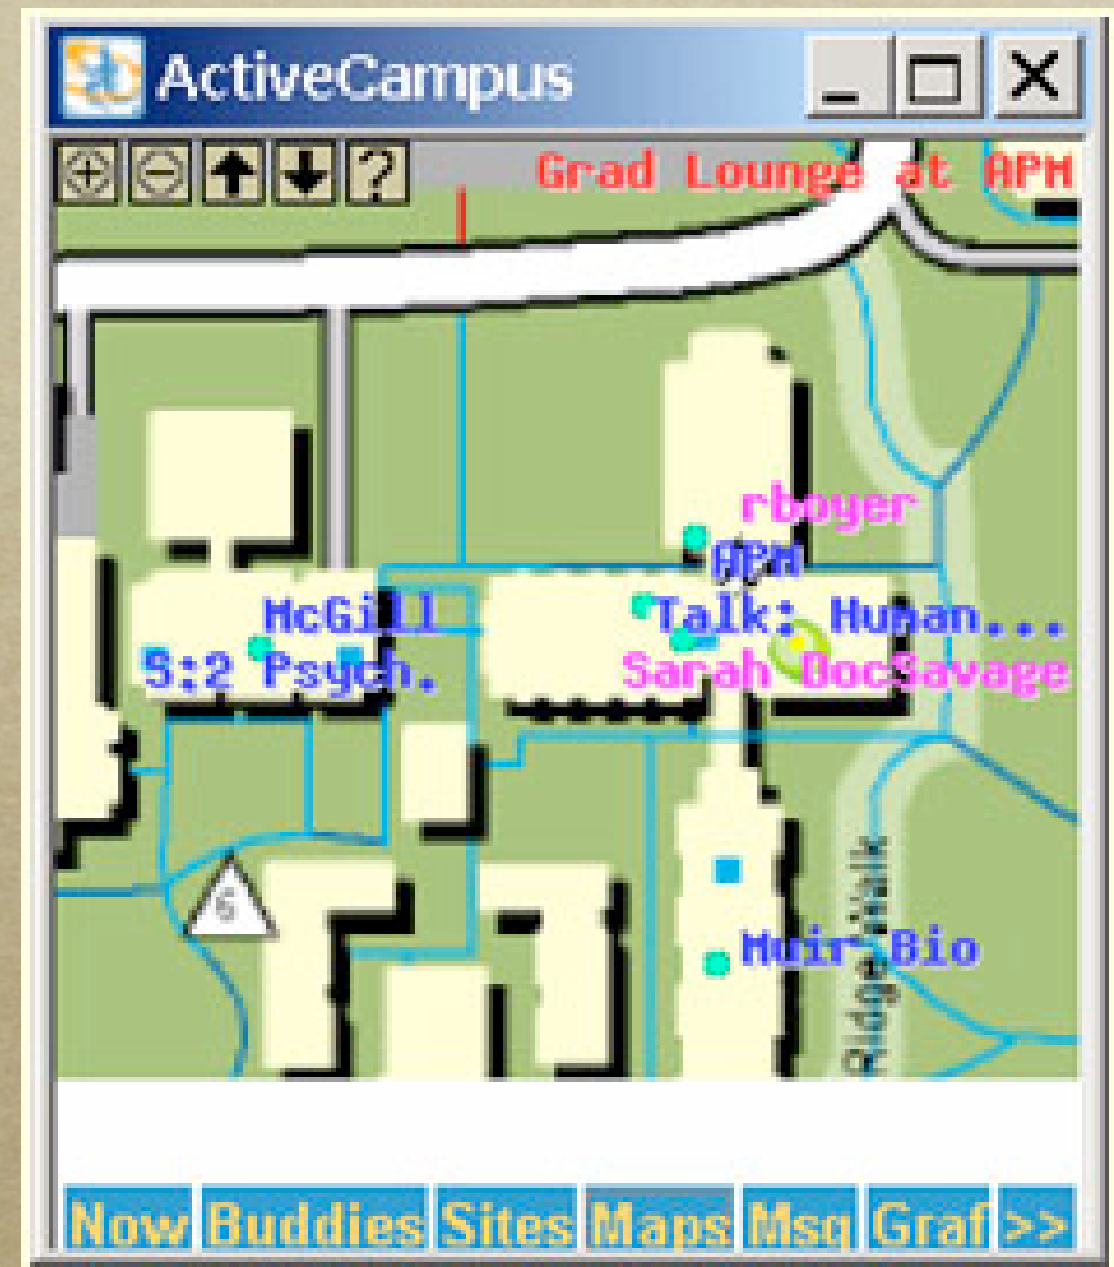 ActiveCampus
?
Grad Lounge at APM
rboyer
APM
McGill
Talk: Human...
S:2 Psych.
Sarah DocSavage
6
Muir Bio
Ridge Walk
Now Buddies Sites Maps Msg Graf >>